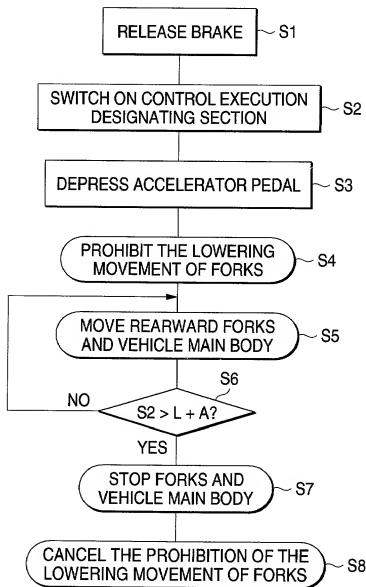 RELEASE BRAKE
S1
SWITCH ON CONTROL EXECUTION
DESIGNATING SECTION
S2
DEPRESS ACCELERATOR PEDAL
S3
PROHIBIT THE LOWERING
MOVEMENT OF FORKS
S4
MOVE REARWARD FORKS
AND VEHICLE MAIN BODY
S5
S6
NO
S2 > L + A?
YES
STOP FORKS AND
VEHICLE MAIN BODY
S7
CANCEL THE PROHIBITION OF THE
LOWERING MOVEMENT OF FORKS
S8